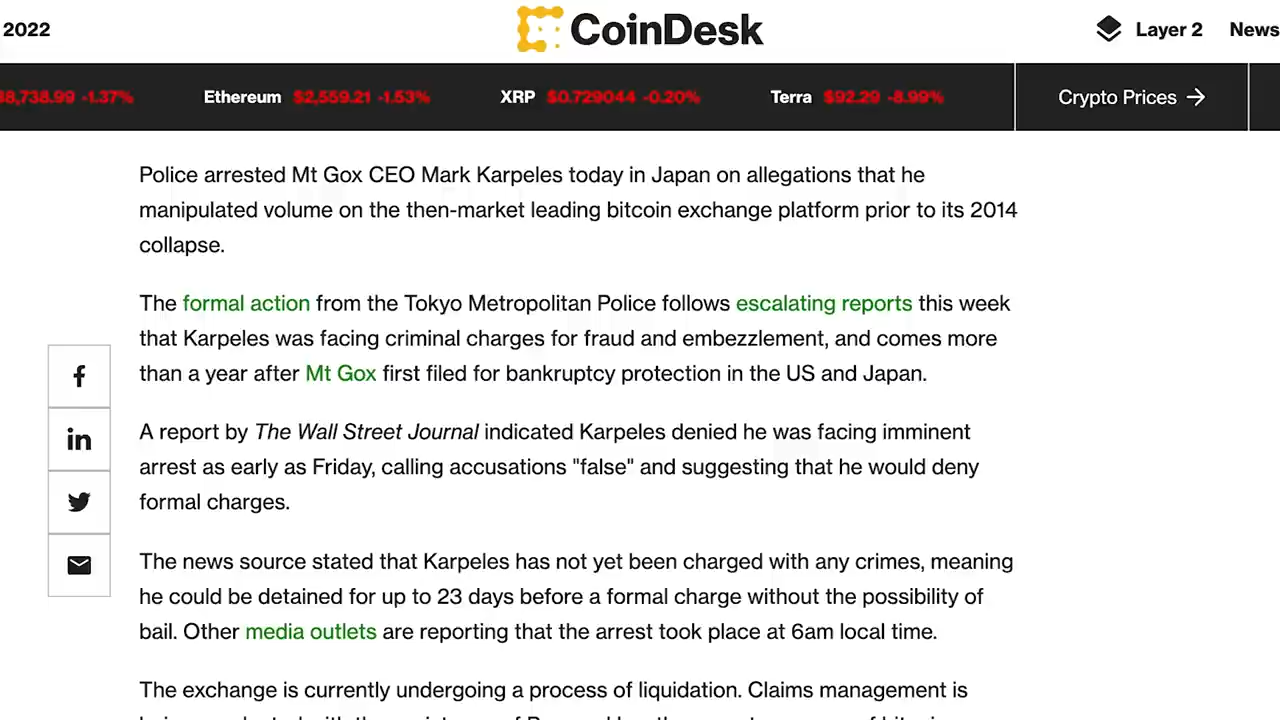 2022
CoinDesk
Layer 2 News
8,738.99 -1.37% Ethereum $2,559.21 -1.53% XRP $0.729044 -0.20% Terra $92.29 -8.99% Crypto Prices →
Police arrested Mt Gox CEO Mark Karpeles today in Japan on allegations that he
manipulated volume on the then-market leading bitcoin exchange platform prior to its 2014
collapse.
The formal action from the Tokyo Metropolitan Police follows escalating reports this week
that Karpeles was facing criminal charges for fraud and embezzlement, and comes more
than a year after Mt Gox first filed for bankruptcy protection in the US and Japan.
A report by The Wall Street Journal indicated Karpeles denied he was facing imminent
arrest as early as Friday, calling accusations "false" and suggesting that he would deny
formal charges.
The news source stated that Karpeles has not yet been charged with any crimes, meaning
he could be detained for up to 23 days before a formal charge without the possibility of
bail. Other media outlets are reporting that the arrest took place at 6am local time.
The exchange is currently undergoing a process of liquidation. Claims management is